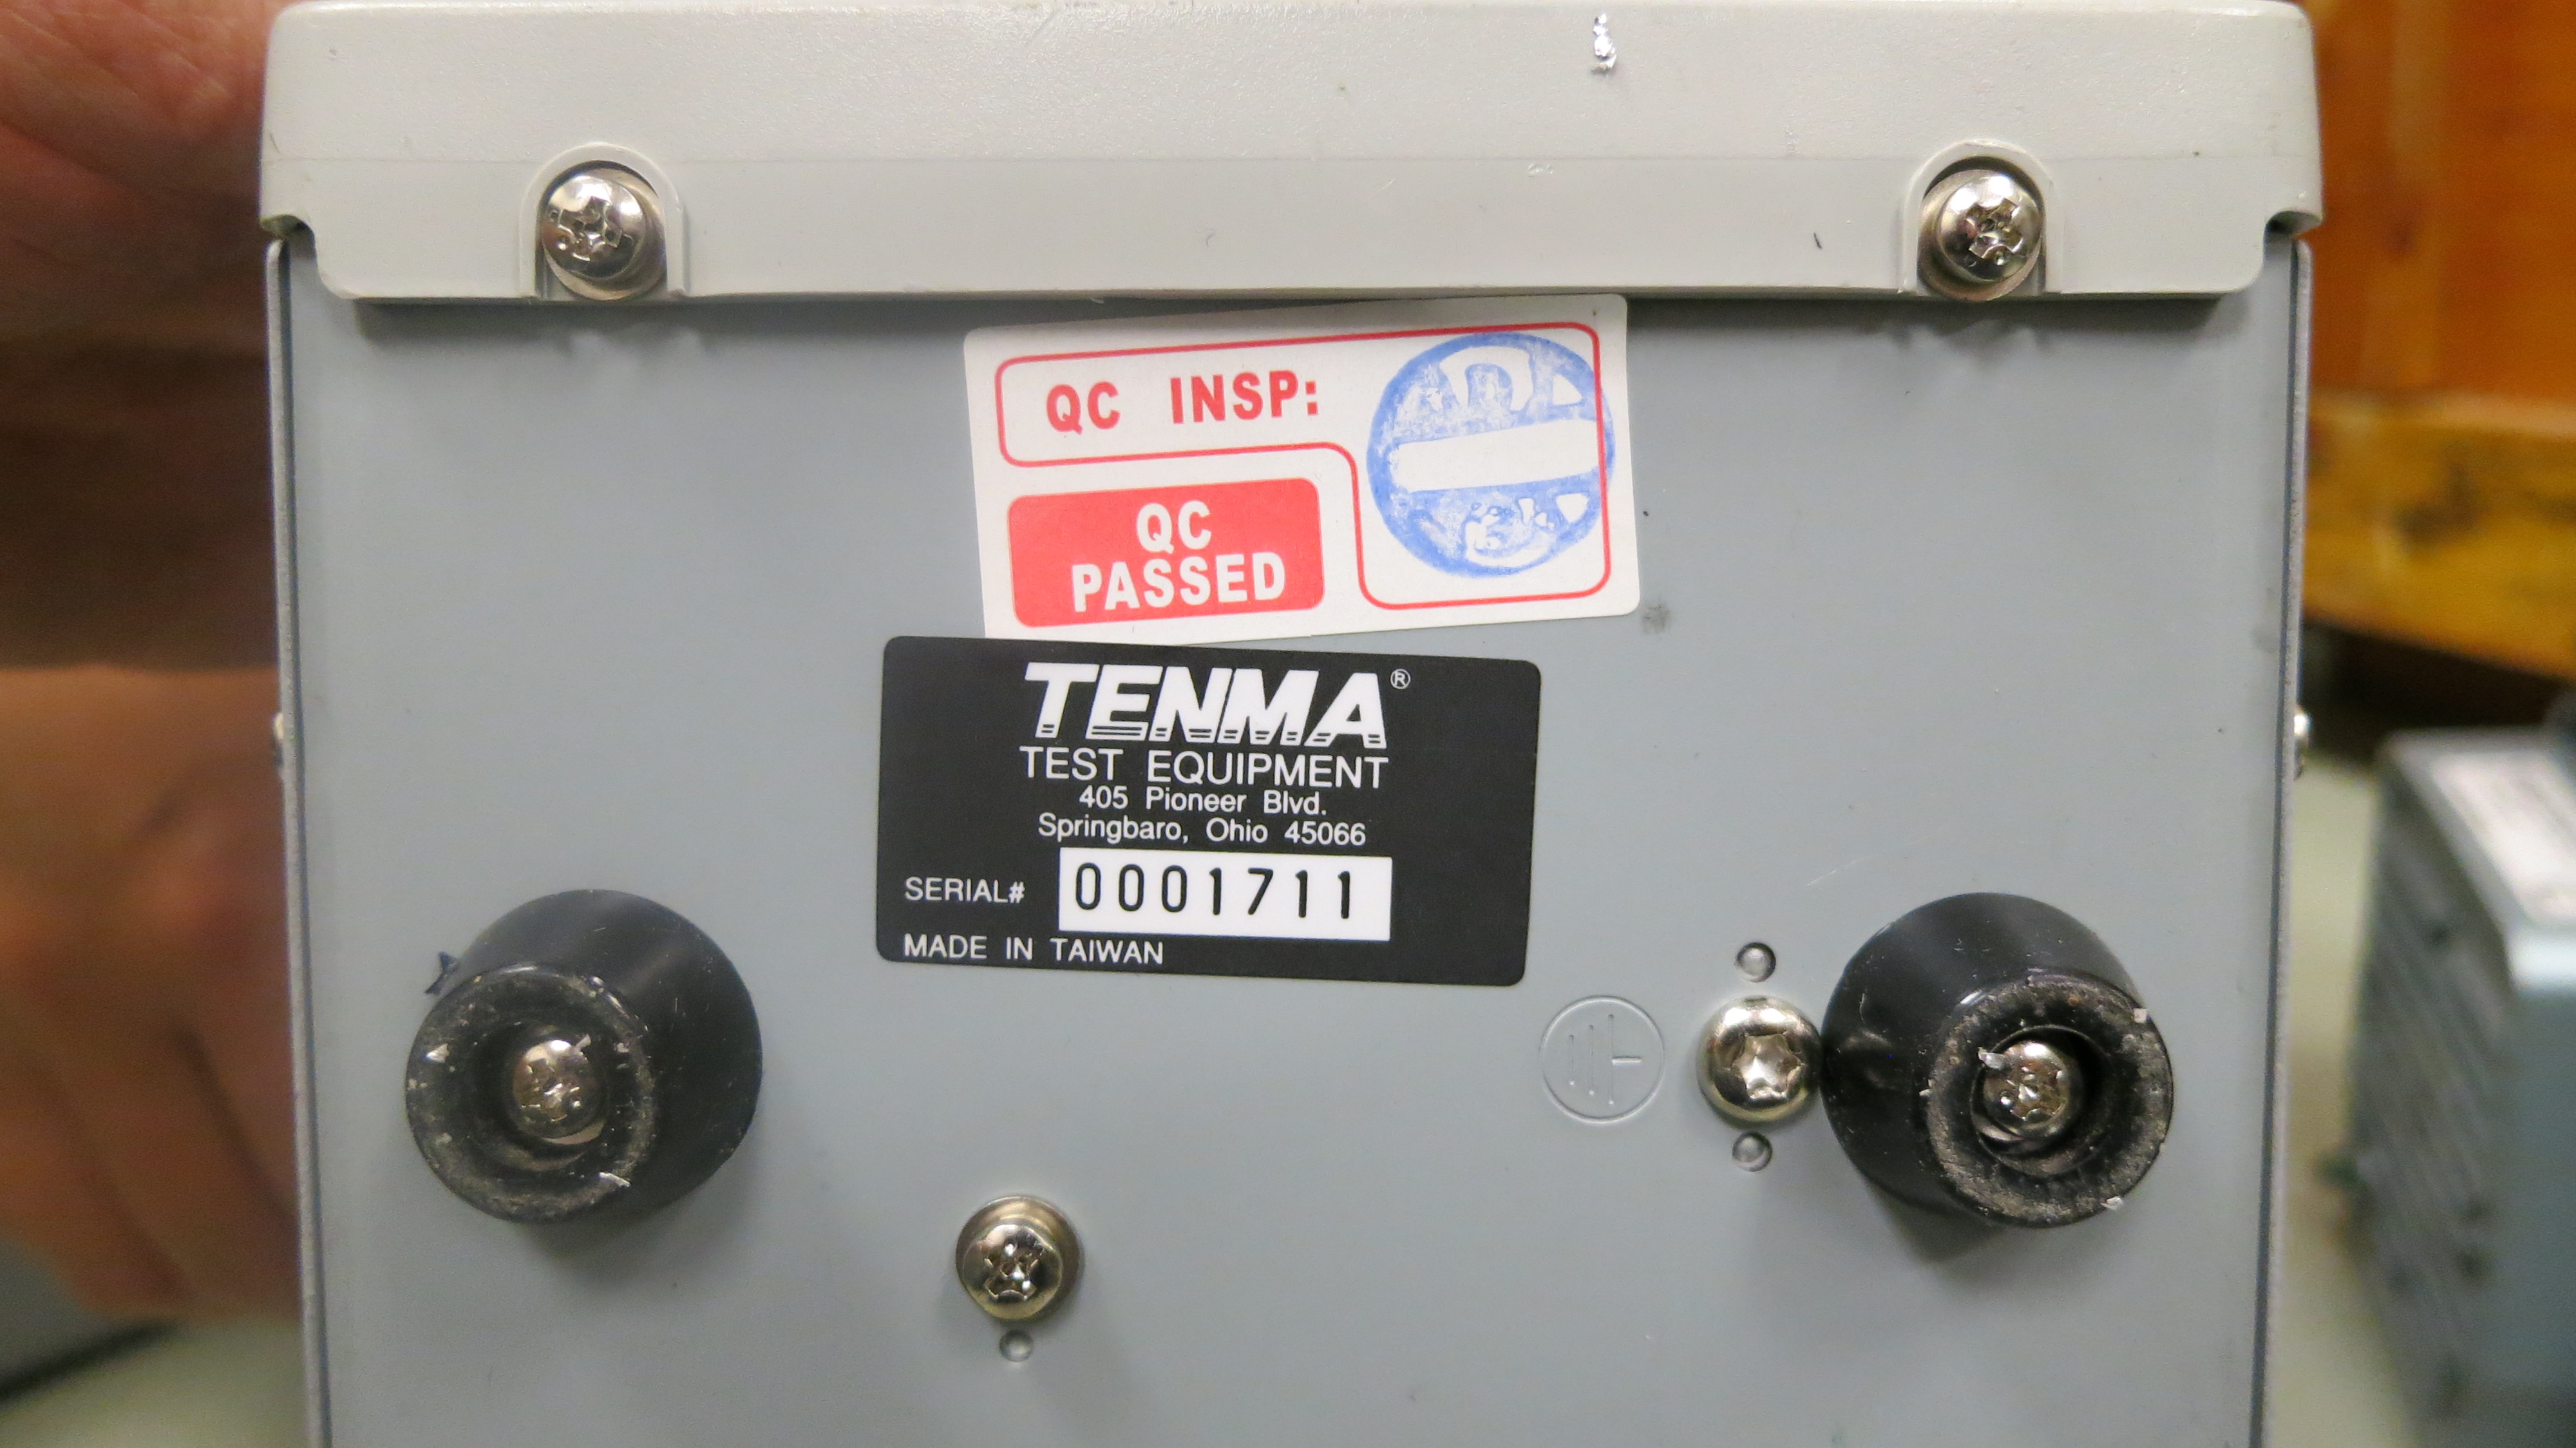 QC INSP:
QC
PASSED
TENMA®
TEST EQUIPMENT
405 Pioneer Blvd.
Springbaro, Ohio 45066
SERIAL# 0001711
MADE IN TAIWAN